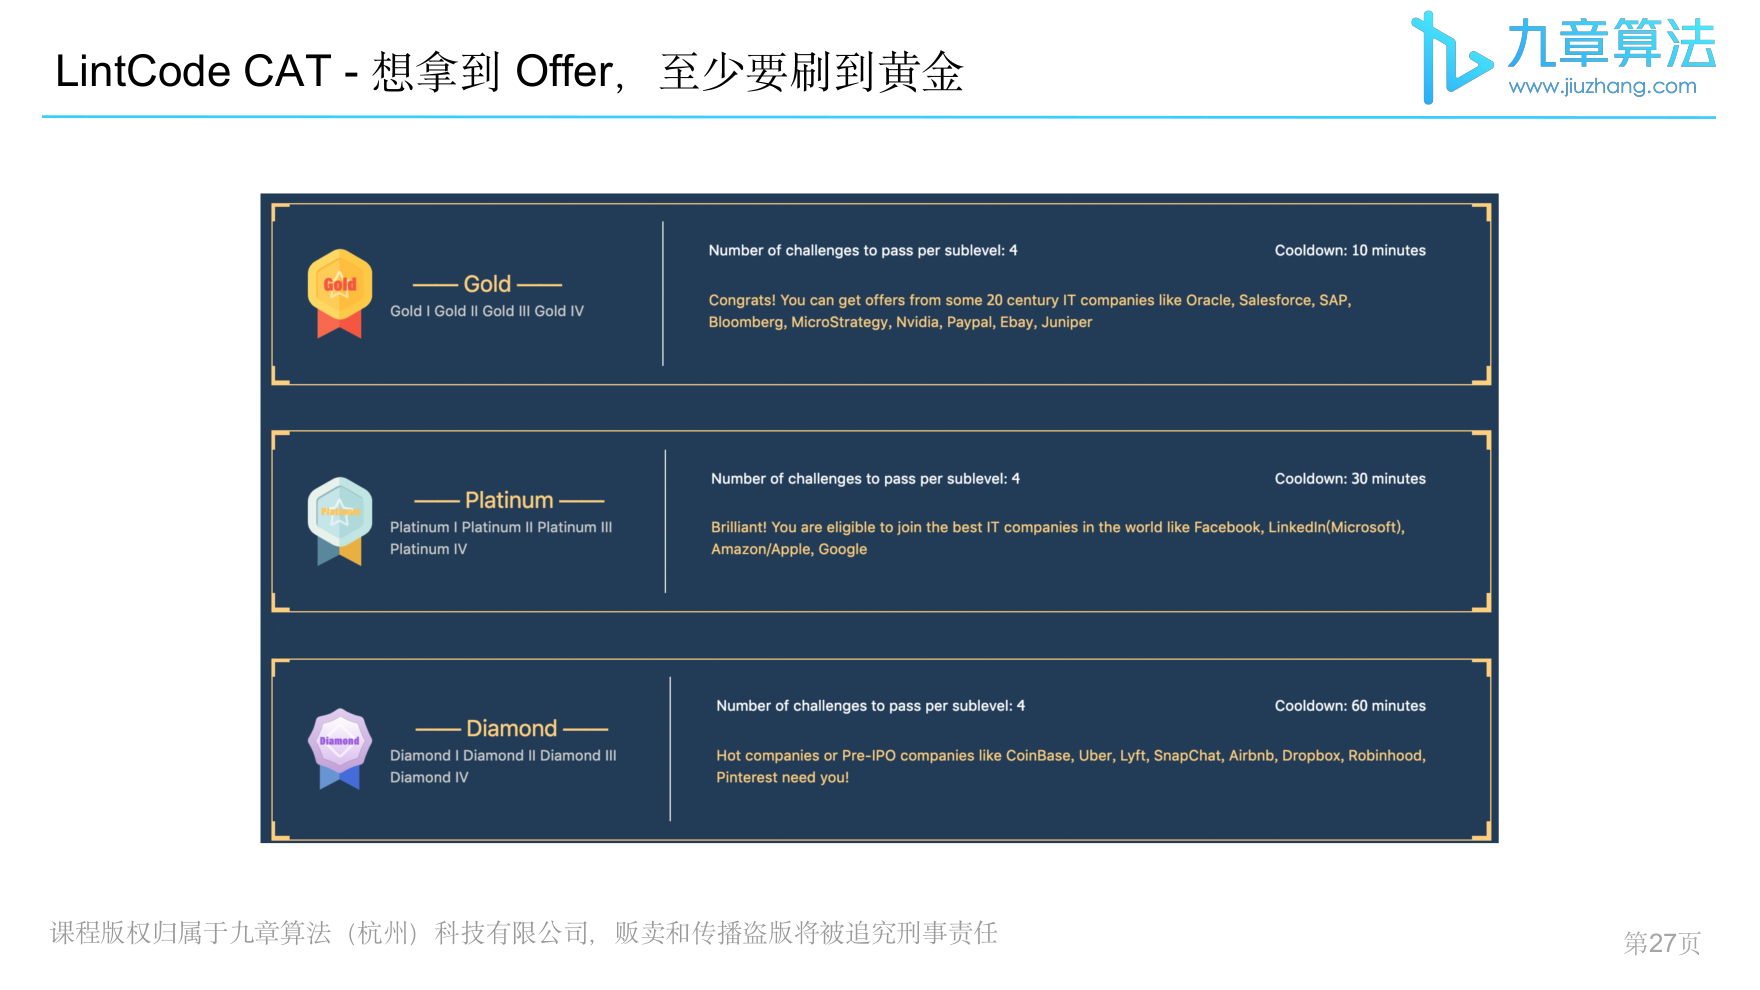 LintCode CAT - 想拿到 Offer，至少要刷到黄金
九章算法
www.jiuzhang.com
Gold
Gold
Gold I Gold II Gold III Gold IV
Number of challenges to pass per sublevel: 4
Cooldown: 10 minutes
Congrats! You can get offers from some 20 century IT companies like Oracle, Salesforce, SAP,
Bloomberg, MicroStrategy, Nvidia, Paypal, Ebay, Juniper
Platinum
Platinum
Platinum I Platinum II Platinum III
Platinum IV
Number of challenges to pass per sublevel: 4
Cooldown: 30 minutes
Brilliant! You are eligible to join the best IT companies in the world like Facebook, LinkedIn(Microsoft),
Amazon/Apple, Google
Diamond
Diamond
Diamond I Diamond II Diamond III
Diamond IV
Number of challenges to pass per sublevel: 4
Cooldown: 60 minutes
Hot companies or Pre-IPO companies like CoinBase, Uber, Lyft, SnapChat, Airbnb, Dropbox, Robinhood,
Pinterest need you!
课程版权归属于九章算法（杭州）科技有限公司，贩卖和传播盗版将被追究刑事责任
第27页